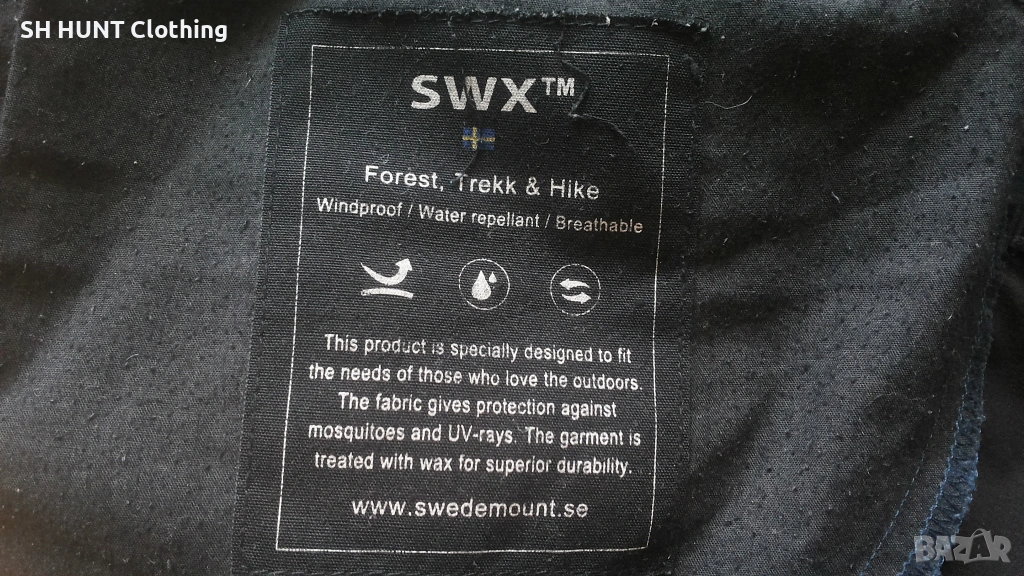 SH HUNT Clothing
SWX™
Forest, Trekk & Hike
Windproof / Water repellant / Breathable
This product is specially designed to fit
the needs of those who love the outdoors.
The fabric gives protection against
mosquitoes and UV-rays. The garment is
treated with wax for superior durability.
www.swedemount.se
BAZAR